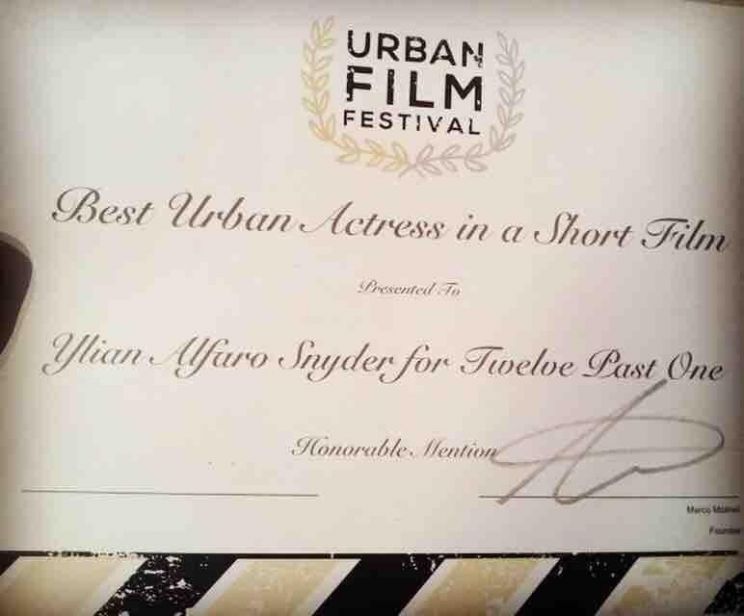 URBAN
FILM
FESTIVAL
Best Urban Actress in a Short Film
Presented To
Ylian Alfaro Snyder for Twelve Past One
Honorable Mention
Marco
Founder